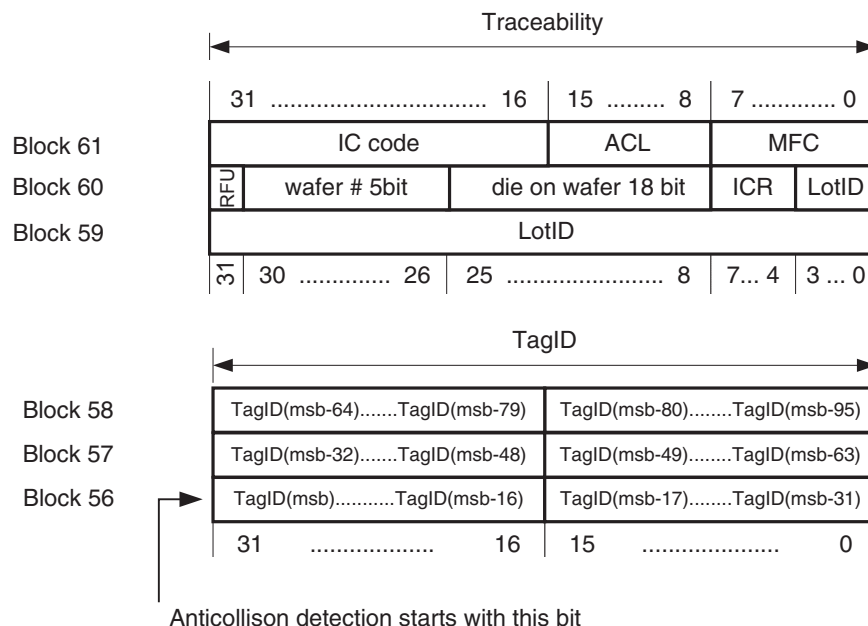 Traceability
31 ................................ 16 15 ......... 8 7 ............ 0
Block 61 IC code ACL MFC
Block 60 RFU wafer # 5bit die on wafer 18 bit ICR LotID
Block 59 LotID
31 30 .............. 26 25 ........................ 8 7... 4 3 ... 0
TagID
Block 58 TagID(msb-64).......TagID(msb-79) TagID(msb-80)........TagID(msb-95)
Block 57 TagID(msb-32)......TagID(msb-48) TagID(msb-49).......TagID(msb-63)
Block 56 TagID(msb)...........TagID(msb-16) TagID(msb-17).......TagID(msb-31)
31 ................... 16 15 ..................... 0
Anticollison detection starts with this bit